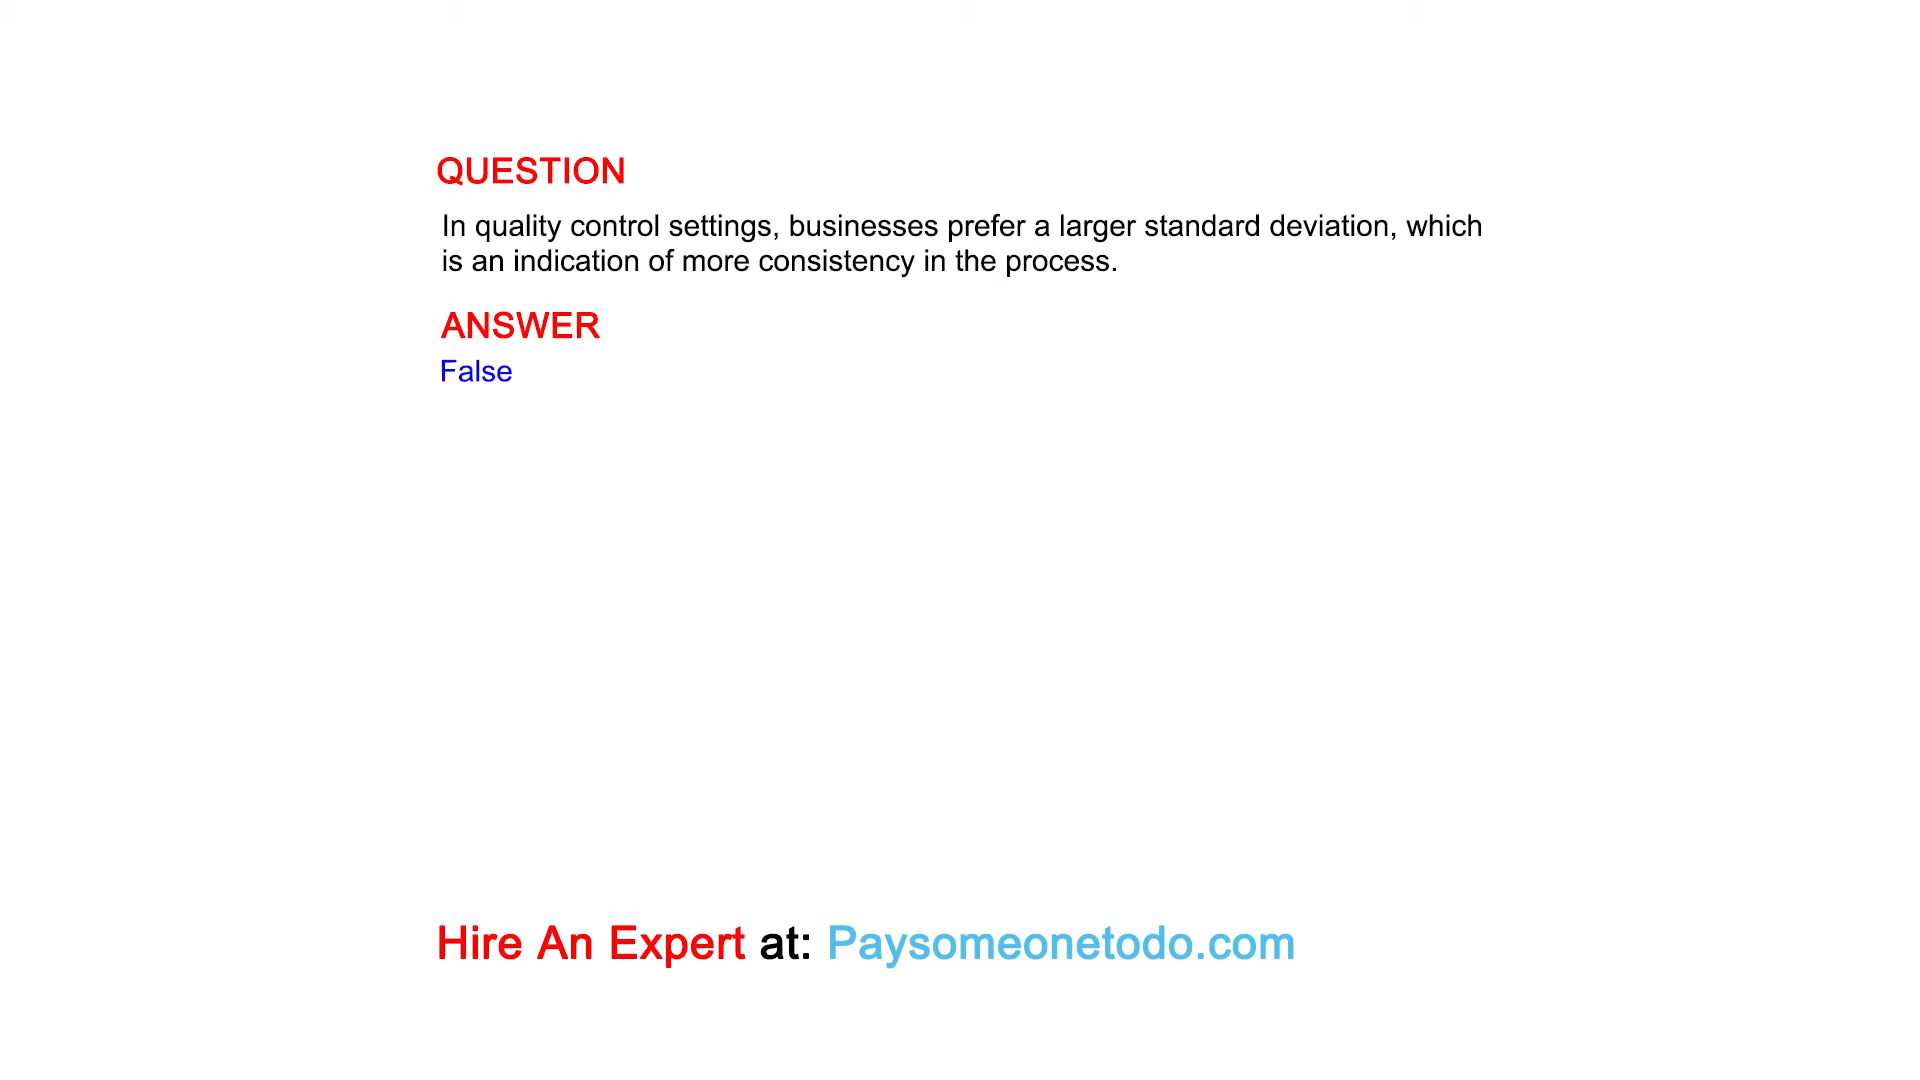 QUESTION
In quality control settings, businesses prefer a larger standard deviation, which
is an indication of more consistency in the process.
ANSWER
False
Hire An Expert at: Paysomeonetodo.com